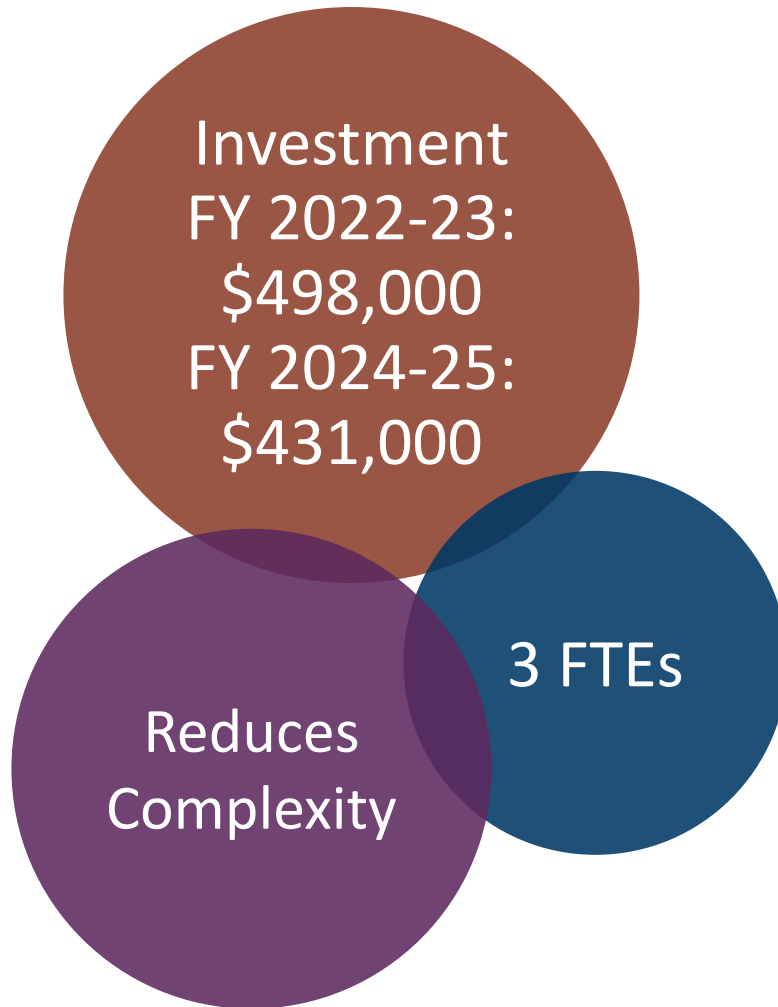 Investment
FY 2022-23:
$498,000
FY 2024-25:
$431,000
3 FTEs
Reduces
Complexity